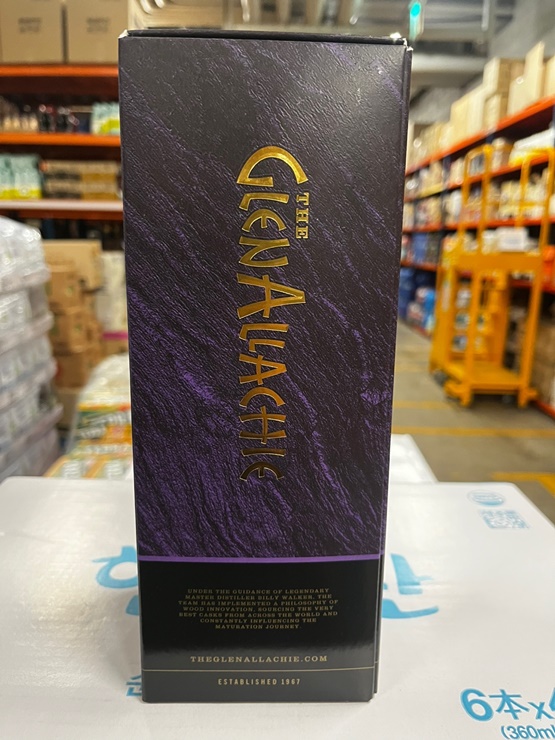 THE
GLENALLACHIE
UNDER THE GUIDANCE OF LEGENDARY
MASTER DISTILLER BILLY WALKER, THE
TEAM HAS IMPLEMENTED A PHILOSOPHY OF
WOOD INNOVATION, SOURCING THE VERY
BEST CASKS FROM ACROSS THE WORLD AND
CONSTANTLY INFLUENCING THE
MATURATION JOURNEY.
THEGLENALLACHIE.COM
ESTABLISHED 1967
6本x
(360m